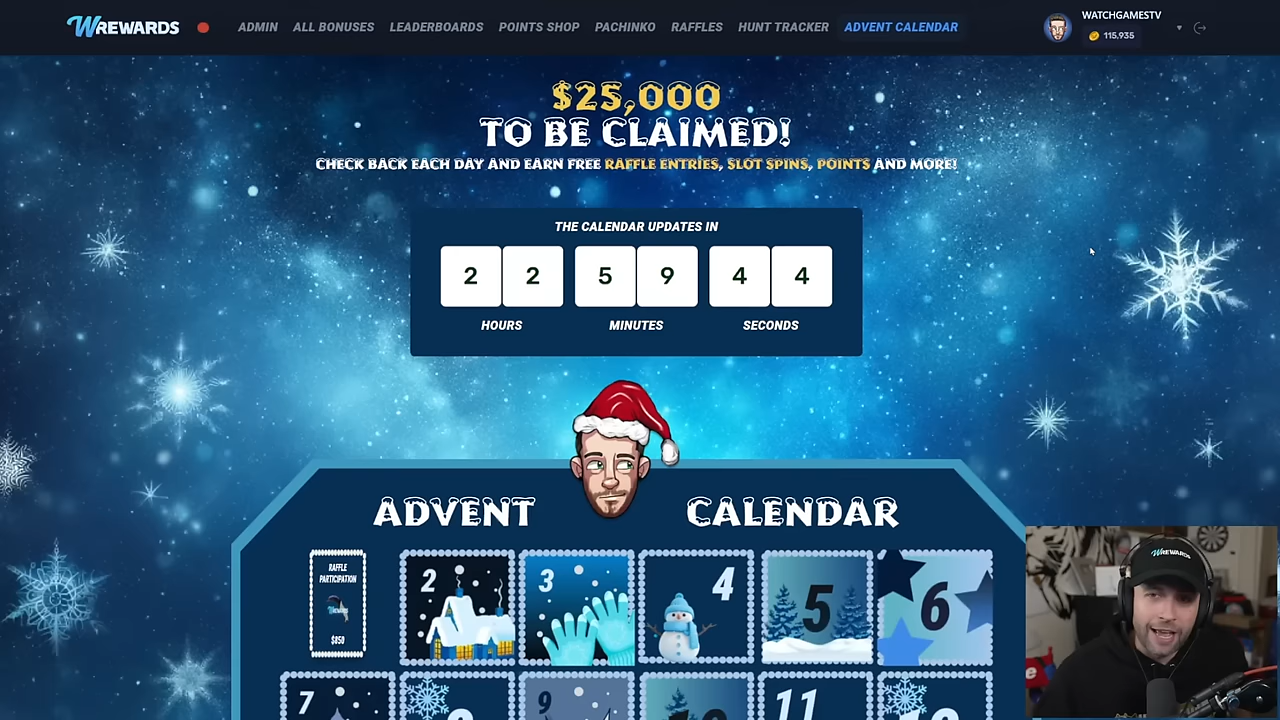 WREWARDS
ADMIN ALL BONUSES LEADERBOARDS POINTS SHOP PACHINKO RAFFLES HUNT TRACKER ADVENT CALENDAR
WATCHGAMESTV
115,935
$25,000
TO BE CLAIMED!
CHECK BACK EACH DAY AND EARN FREE RAFFLE ENTRIES, SLOT SPINS, POINTS AND MORE!
THE CALENDAR UPDATES IN
2 2 5 9 4 4
HOURS MINUTES SECONDS
ADVENT CALENDAR
RAFFLE
PARTICIPATION
WREWARDS
$650
2 3 4 5 6
7 9 11
WREWARDS